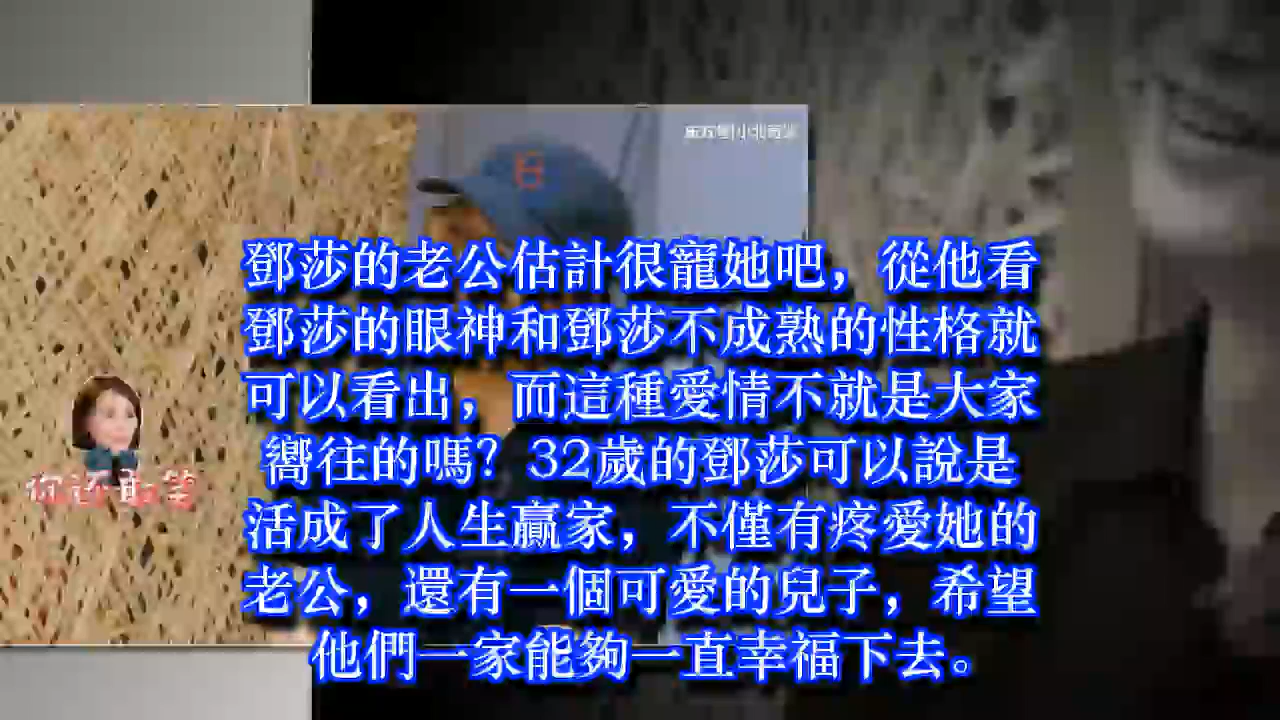 鄧莎的老公估計很寵她吧，從他看
鄧莎的眼神和鄧莎不成熟的性格就
可以看出，而這種愛情不就是大家
嚮往的嗎？32歲的鄧莎可以說是
活成了人生贏家，不僅有疼愛她的
老公，還有一個可愛的兒子，希望
他們一家能夠一直幸福下去。
你还敢笑